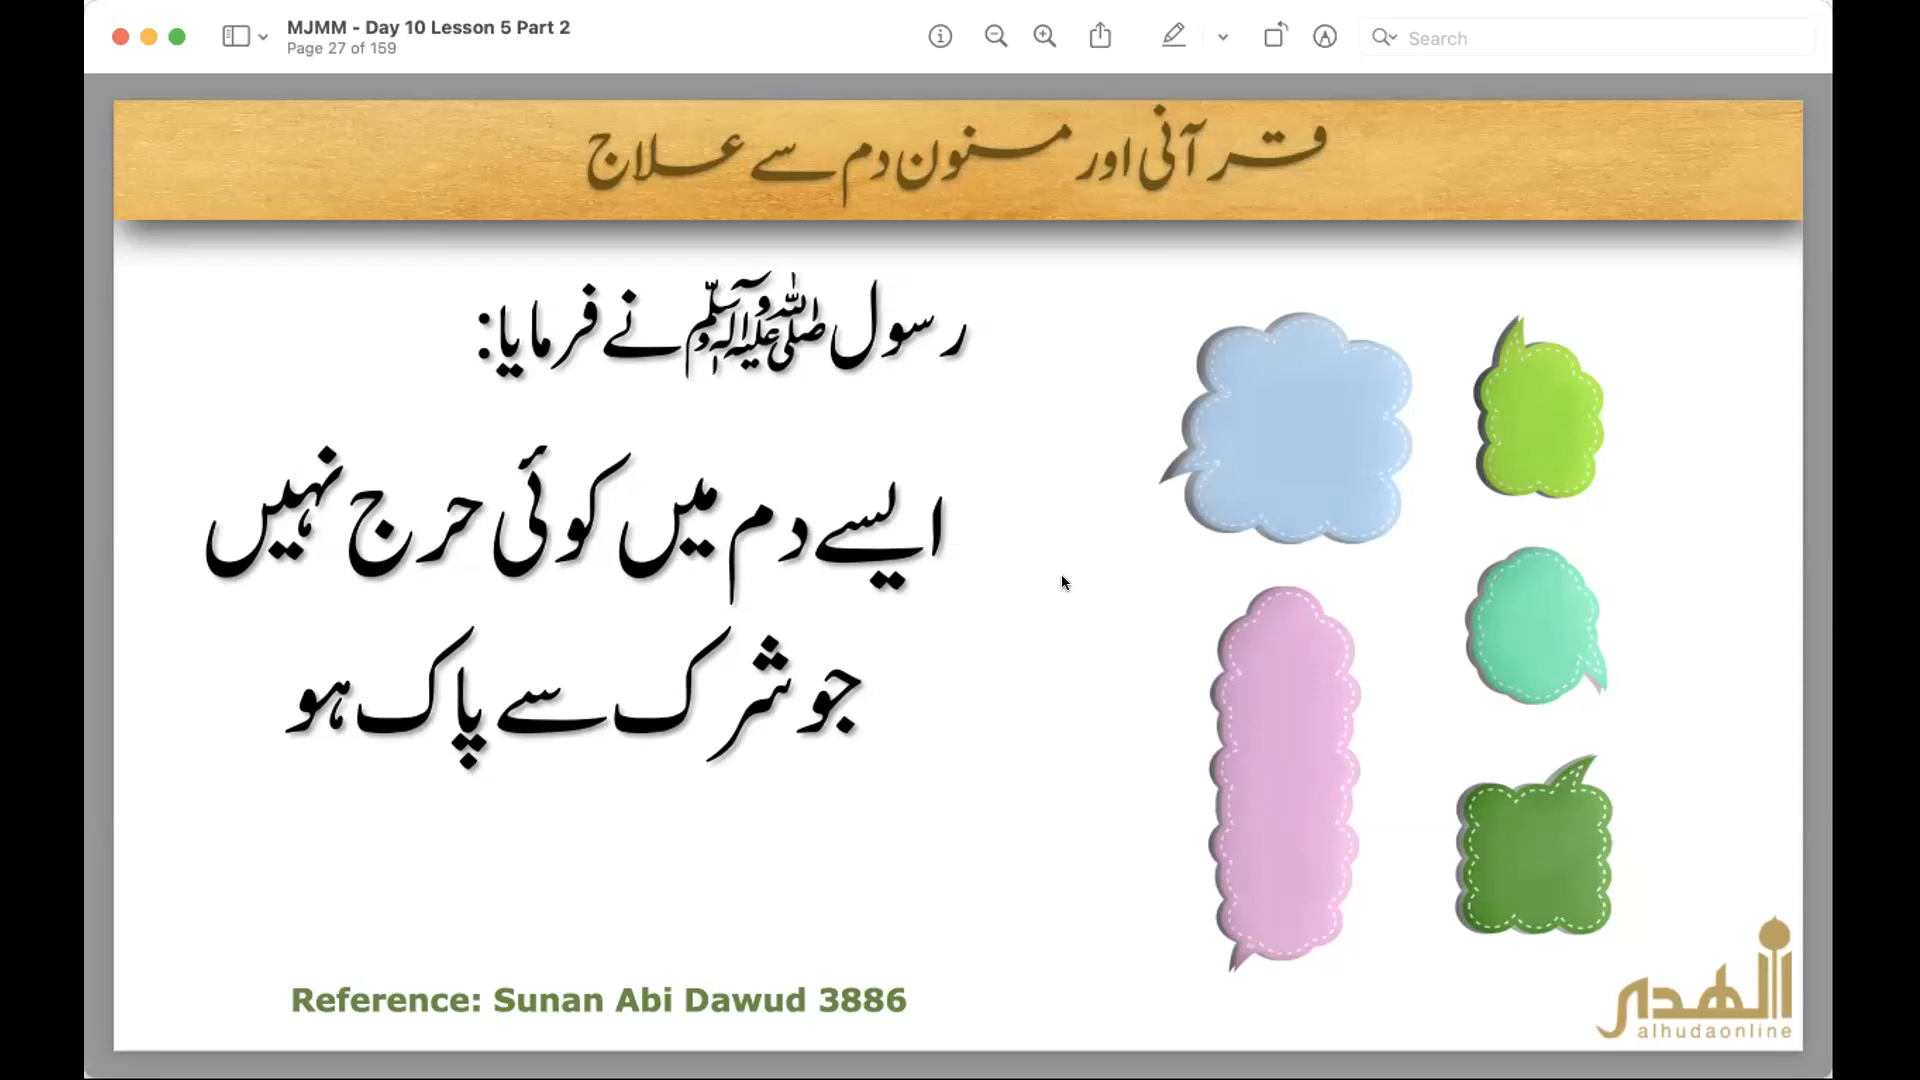 MJMM - Day 10 Lesson 5 Part 2
Page 27 of 159
Search
قرآنی اور مسنون دم سے علاج
رسول ﷺ نے فرمایا:
ایسے دم میں کوئی حرج نہیں
جو شرک سے پاک ہو
Reference: Sunan Abi Dawud 3886
الهدى
alhudaonline